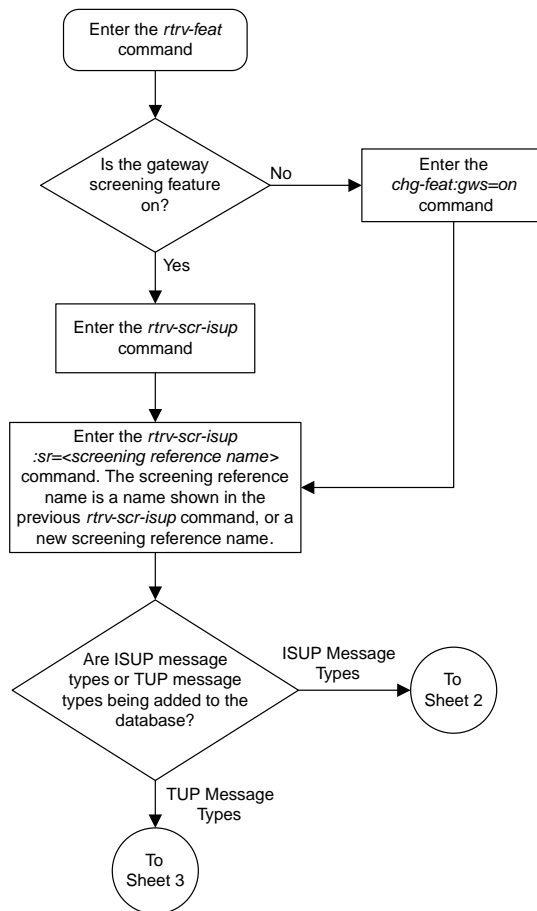 Enter the rtrv-feat
command
Is the gateway
screening feature
on?
No
Enter the
chg-feat:gws=on
command
Yes
Enter the rtrv-scr-isup
command
Enter the rtrv-scr-isup
:sr=<screening reference name>
command. The screening reference
name is a name shown in the
previous rtrv-scr-isup command, or a
new screening reference name.
Are ISUP message
types or TUP message
types being added to the
database?
ISUP Message
Types
To
Sheet 2
TUP Message
Types
To
Sheet 3